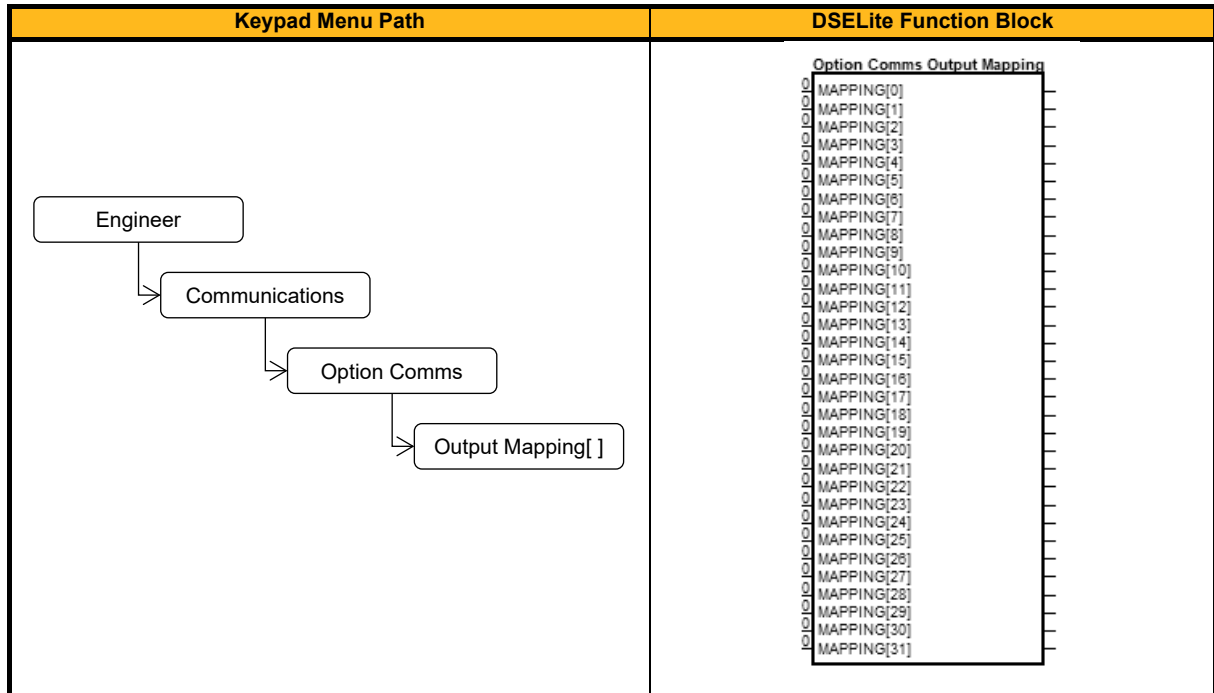 Keypad Menu Path
DSELite Function Block
Engineer
Communications
Option Comms
Output Mapping[ ]
Option Comms Output Mapping
0 MAPPING[0]
0 MAPPING[1]
0 MAPPING[2]
0 MAPPING[3]
0 MAPPING[4]
0 MAPPING[5]
0 MAPPING[6]
0 MAPPING[7]
0 MAPPING[8]
0 MAPPING[9]
0 MAPPING[10]
0 MAPPING[11]
0 MAPPING[12]
0 MAPPING[13]
0 MAPPING[14]
0 MAPPING[15]
0 MAPPING[16]
0 MAPPING[17]
0 MAPPING[18]
0 MAPPING[19]
0 MAPPING[20]
0 MAPPING[21]
0 MAPPING[22]
0 MAPPING[23]
0 MAPPING[24]
0 MAPPING[25]
0 MAPPING[26]
0 MAPPING[27]
0 MAPPING[28]
0 MAPPING[29]
0 MAPPING[30]
0 MAPPING[31]